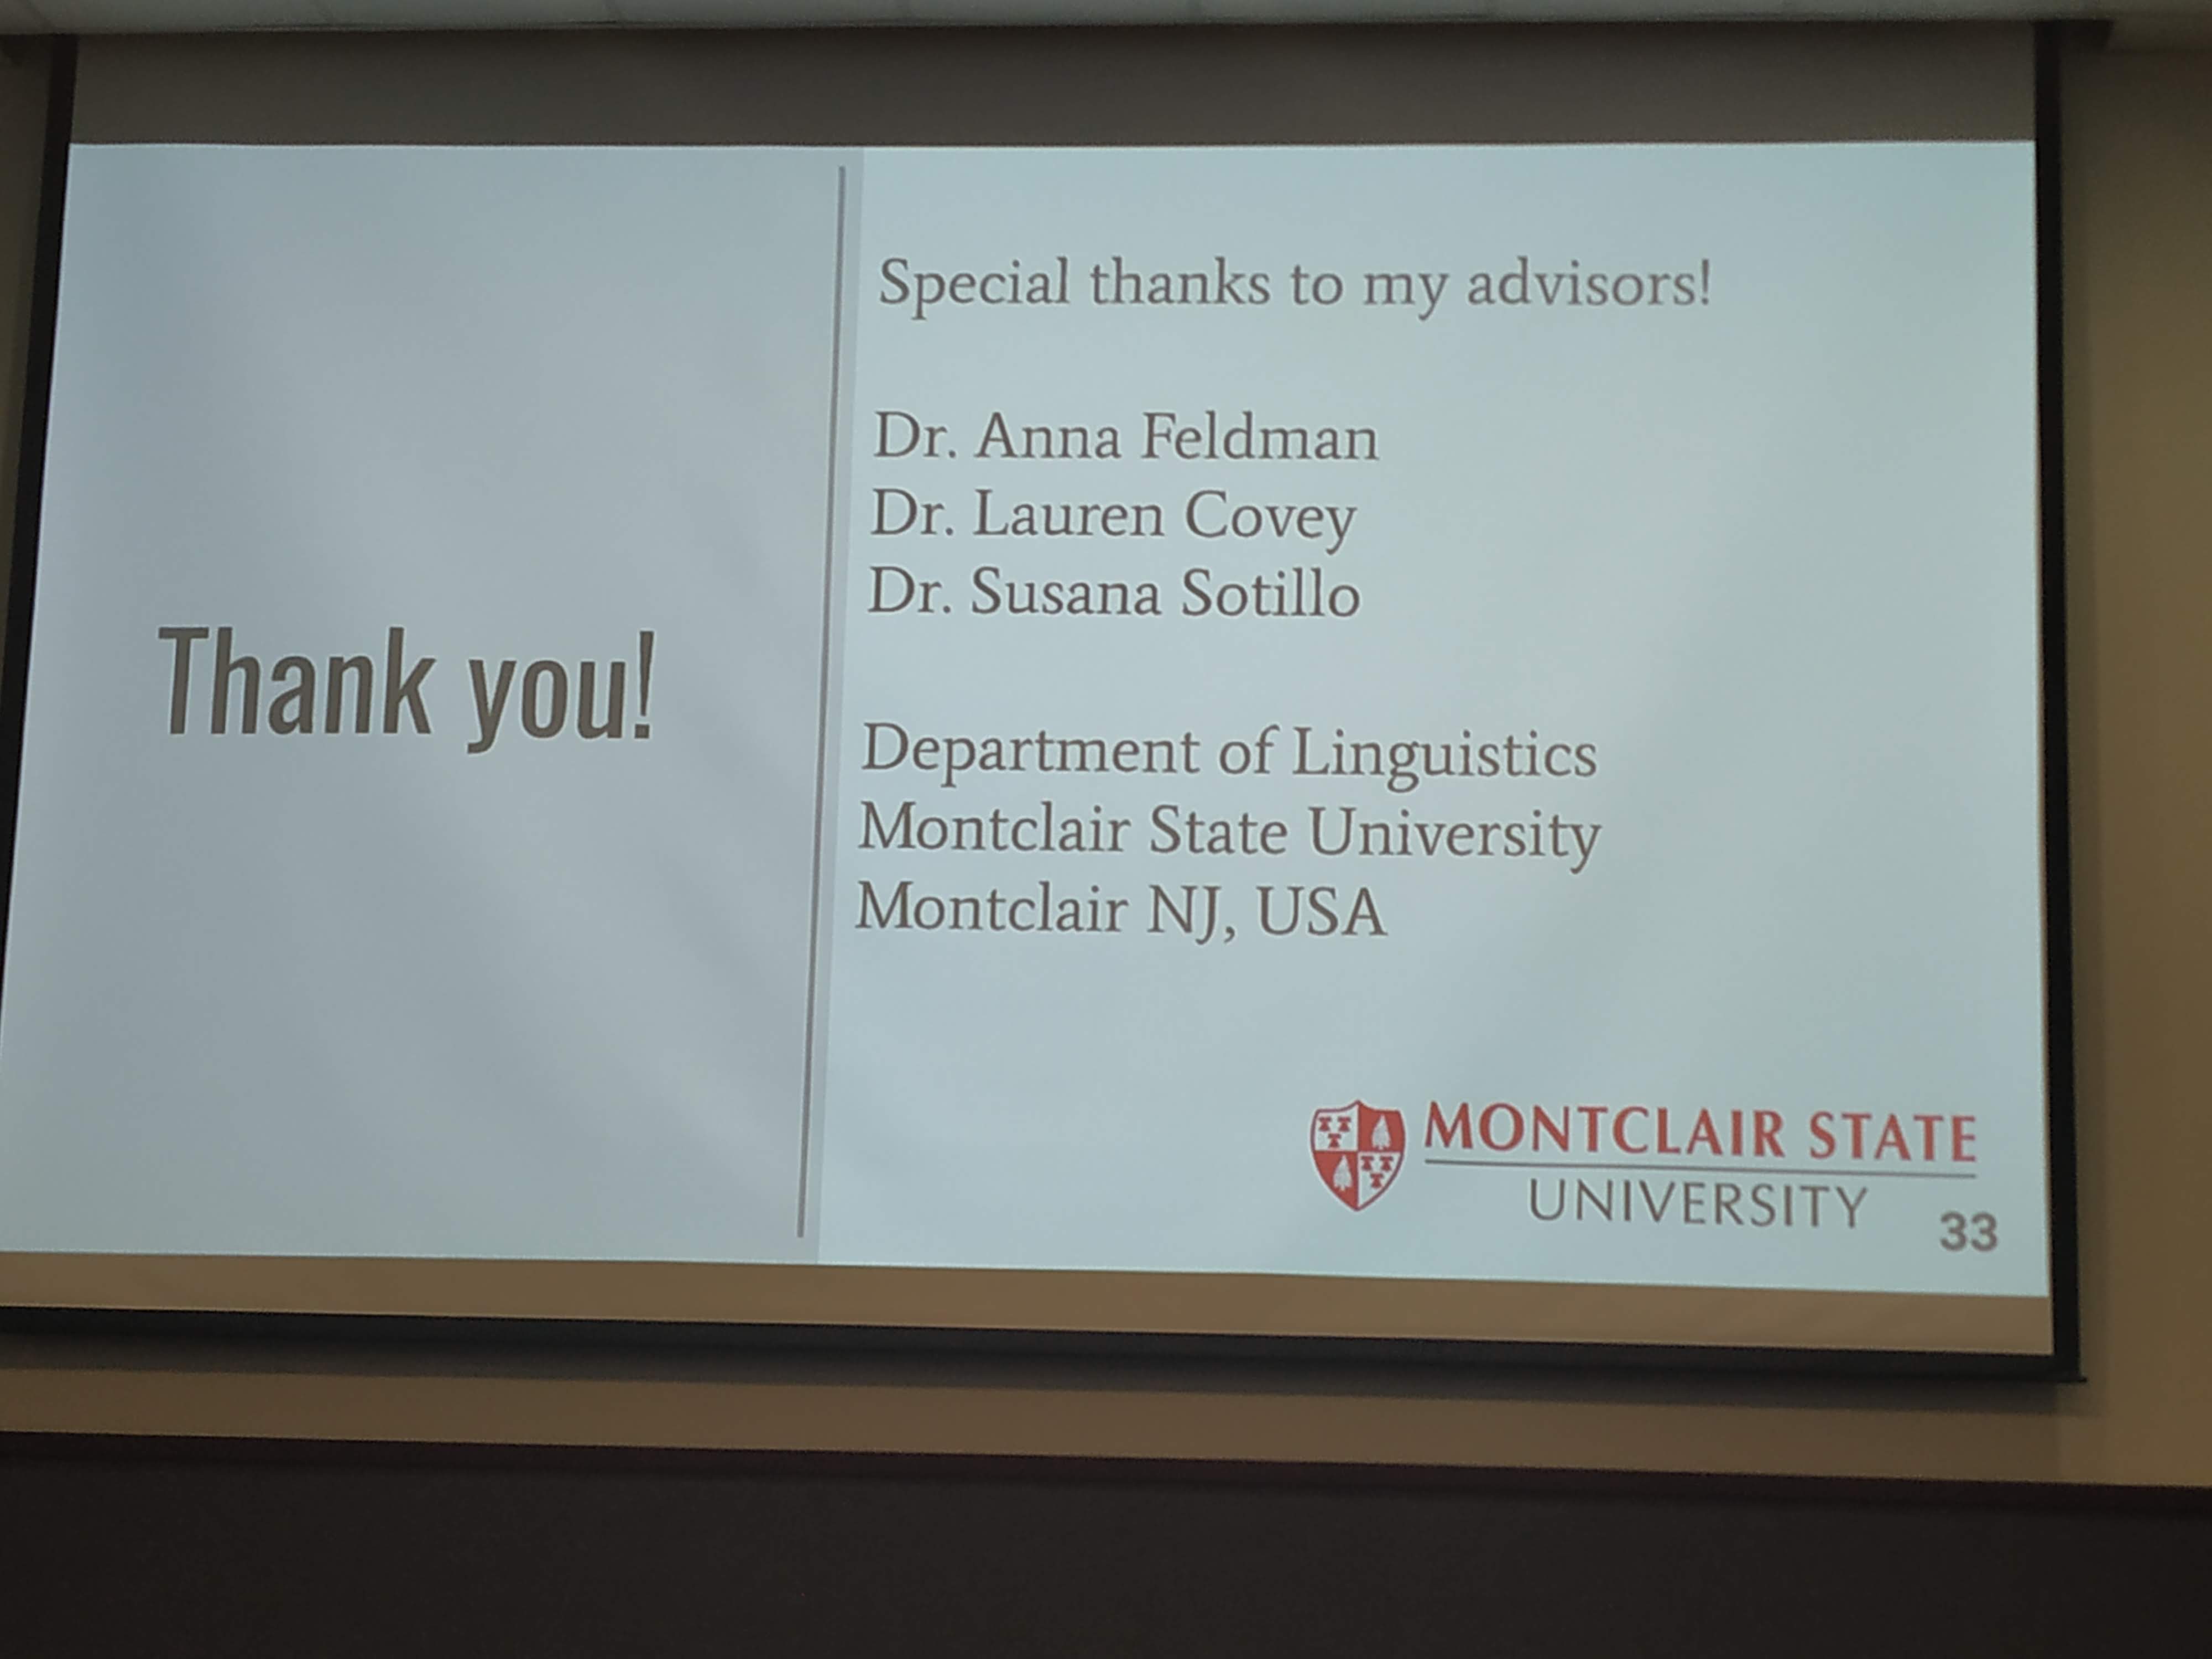 Thank you!
Special thanks to my advisors!
Dr. Anna Feldman
Dr. Lauren Covey
Dr. Susana Sotillo
Department of Linguistics
Montclair State University
Montclair NJ, USA
MONTCLAIR STATE
UNIVERSITY
33